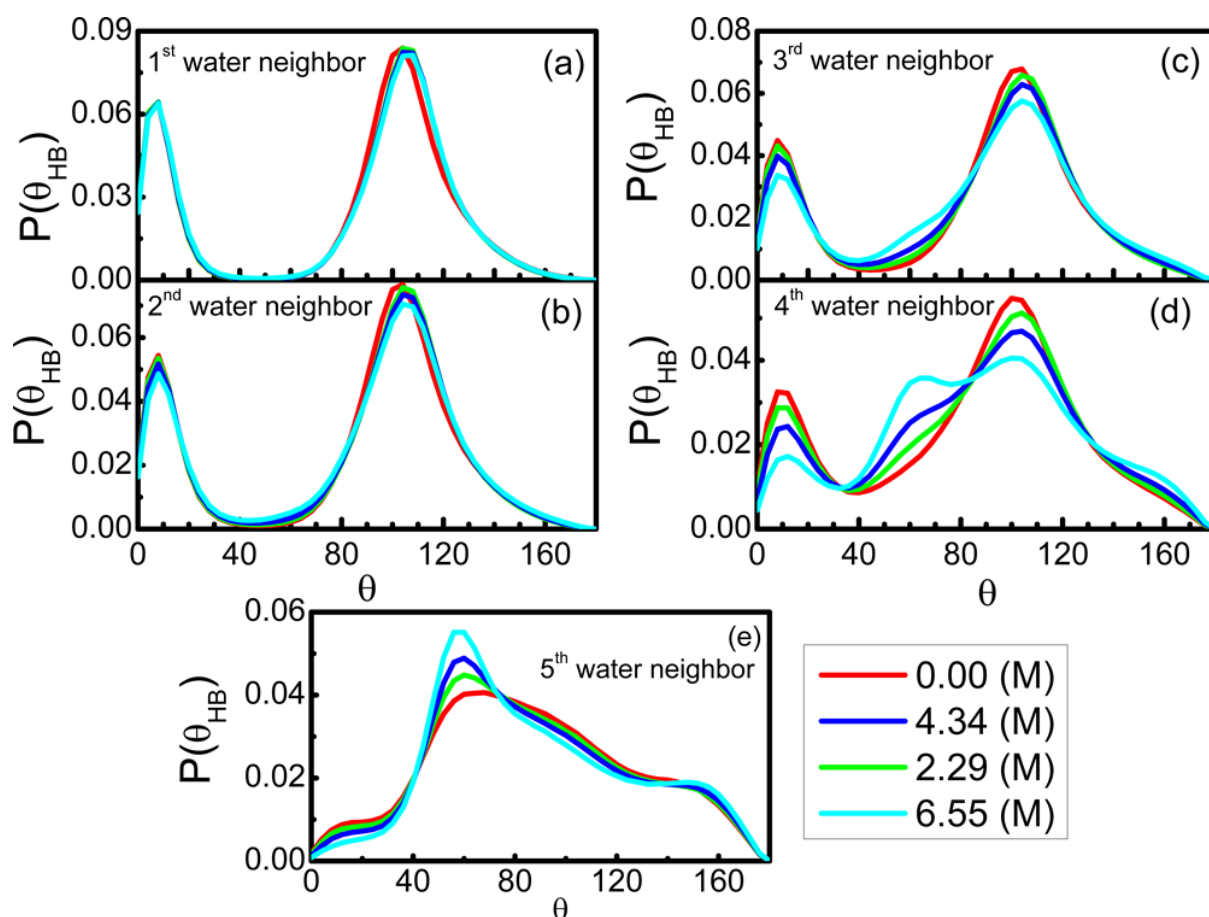 0.09
0.06
0.03
0.00
P(θHB)
1st water neighbor
(a)
0.06
0.04
0.02
0.00
P(θHB)
2nd water neighbor
(b)
0 40 80 120 160
θ
0.08
0.06
0.04
0.02
0.00
P(θHB)
3rd water neighbor
(c)
0.04
0.02
0.00
P(θHB)
4th water neighbor
(d)
0 40 80 120 160
θ
0.06
0.04
0.02
0.00
P(θHB)
(e)
5th water neighbor
0 40 80 120 160
θ
0.00 (M)
4.34 (M)
2.29 (M)
6.55 (M)